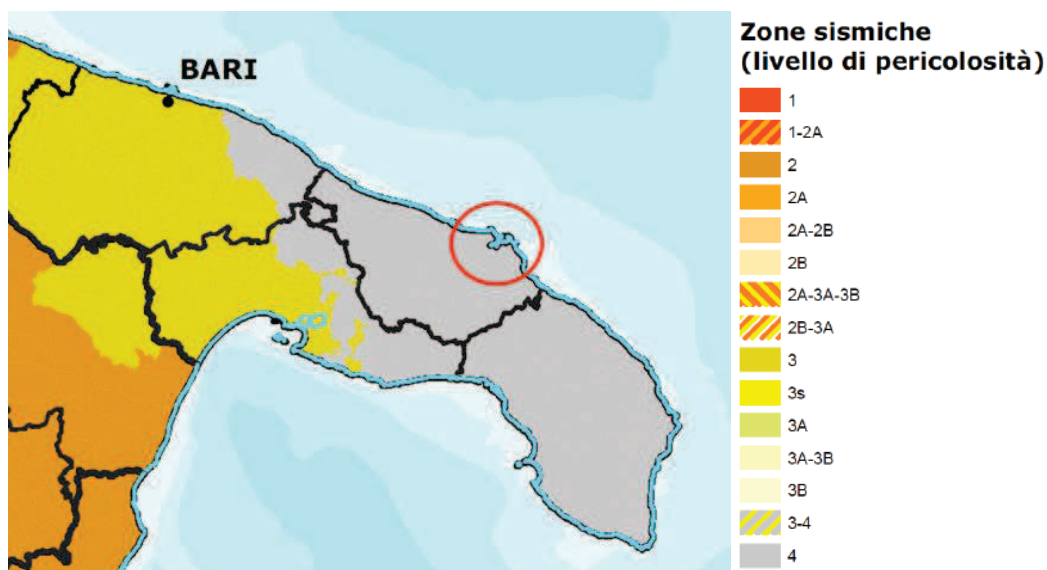 BARI
Zone sismiche
(livello di pericolosità)
1
1-2A
2
2A
2A-2B
2B
2A-3A-3B
2B-3A
3
3s
3A
3A-3B
3B
3-4
4